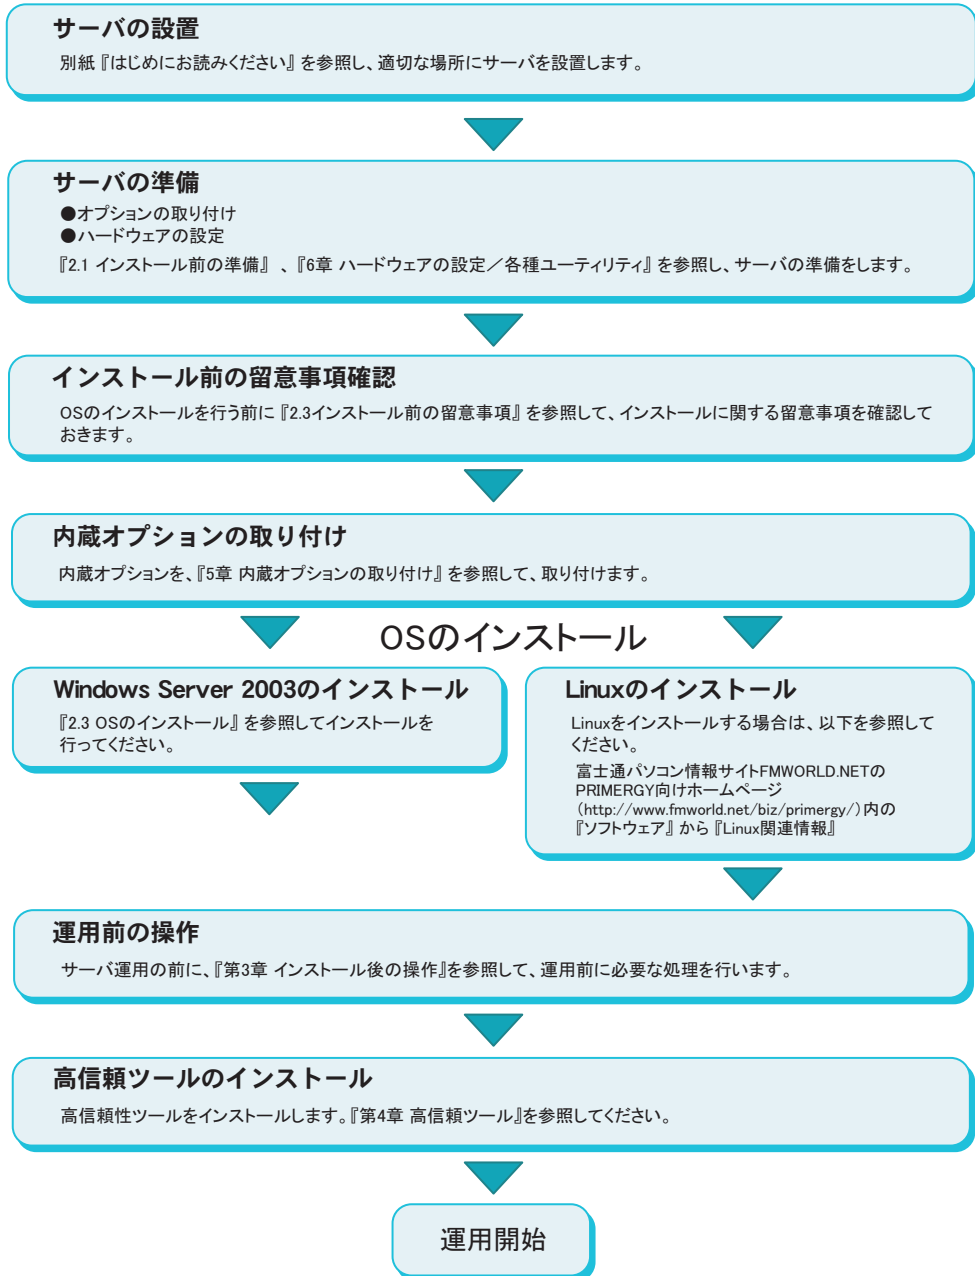 サーバの設置
別紙『はじめにお読みください』を参照し、適切な場所にサーバを設置します。
サーバの準備
●オプションの取り付け
●ハードウェアの設定
『2.1 インストール前の準備』、『6章 ハードウェアの設定／各種ユーティリティ』を参照し、サーバの準備をします。
インストール前の留意事項確認
OSのインストールを行う前に『2.3インストール前の留意事項』を参照して、インストールに関する留意事項を確認して
おきます。
内蔵オプションの取り付け
内蔵オプションを、『5章 内蔵オプションの取り付け』を参照して、取り付けます。
OSのインストール
Windows Server 2003のインストール
『2.3 OSのインストール』を参照してインストールを
行ってください。
Linuxのインストール
Linuxをインストールする場合は、以下を参照して
ください。
富士通パソコン情報サイトFMWORLD.NETの
PRIMERGY向けホームページ
（http://www.fmworld.net/biz/primergy/）内の
『ソフトウェア』から『Linux関連情報』
運用前の操作
サーバ運用の前に、『第3章 インストール後の操作』を参照して、運用前に必要な処理を行います。
高信頼ツールのインストール
高信頼性ツールをインストールします。『第4章 高信頼ツール』を参照してください。
運用開始